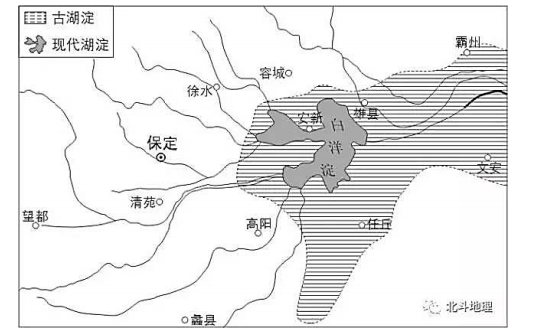 古湖淀
现代湖淀
霸州
容城
徐水
雄县
安新
白洋淀
保定
文安
清苑
望都
高阳
任丘
蠡县
北斗地理